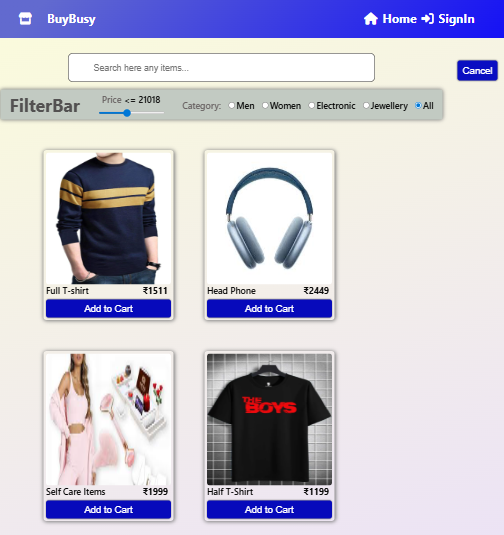 BuyBusy
Home
SignIn
Search here any items...
Cancel
FilterBar
Price <= 21018
Category: Men Women Electronic Jewellery All
Full T-shirt ₹1511
Add to Cart
Head Phone ₹2449
Add to Cart
Self Care Items ₹1999
Add to Cart
THE
BOYS
Half T-Shirt ₹1199
Add to Cart